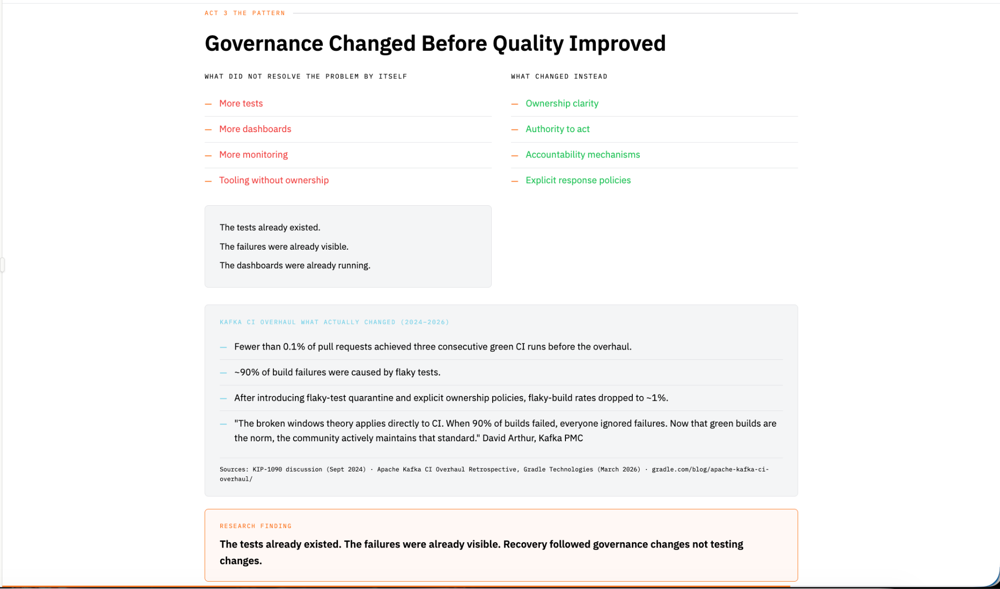 ACT 3 THE PATTERN
Governance Changed Before Quality Improved
WHAT DID NOT RESOLVE THE PROBLEM BY ITSELF
— More tests
— More dashboards
— More monitoring
— Tooling without ownership
The tests already existed.
The failures were already visible.
The dashboards were already running.
WHAT CHANGED INSTEAD
— Ownership clarity
— Authority to act
— Accountability mechanisms
— Explicit response policies
KAFKA CI OVERHAUL WHAT ACTUALLY CHANGED (2024–2026)
— Fewer than 0.1% of pull requests achieved three consecutive green CI runs before the overhaul.
— ~90% of build failures were caused by flaky tests.
— After introducing flaky-test quarantine and explicit ownership policies, flaky-build rates dropped to ~1%.
— "The broken windows theory applies directly to CI. When 90% of builds failed, everyone ignored failures. Now that green builds are
the norm, the community actively maintains that standard." David Arthur, Kafka PMC
Sources: KIP-1090 discussion (Sept 2024) · Apache Kafka CI Overhaul Retrospective, Gradle Technologies (March 2026) · gradle.com/blog/apache-kafka-ci-
overhaul/
RESEARCH FINDING
The tests already existed. The failures were already visible. Recovery followed governance changes not testing
changes.